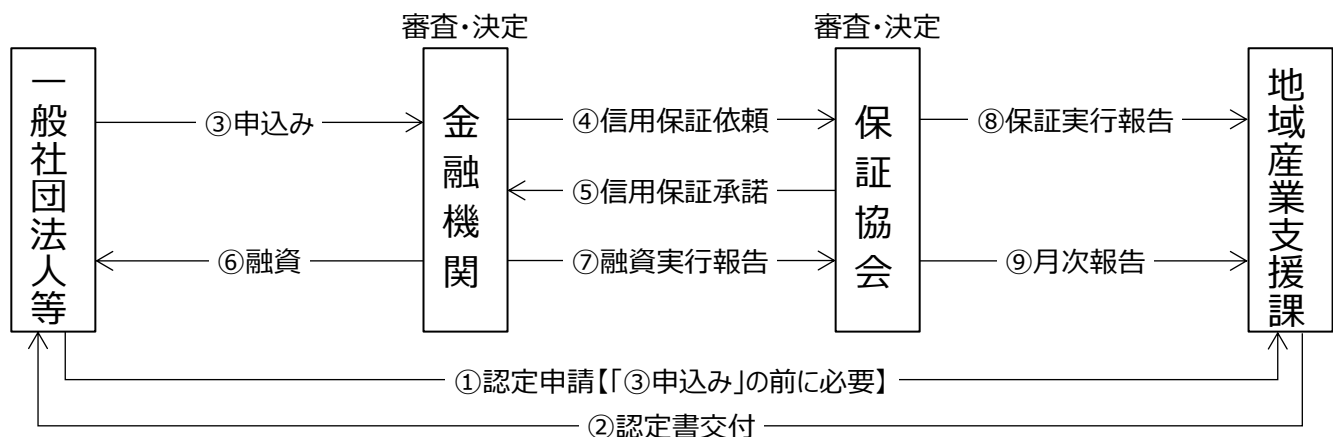 審査・決定
審査・決定
一般社団法人等
③申込み
⑥融資
金融機関
④信用保証依頼
⑤信用保証承諾
⑦融資実行報告
保証協会
⑧保証実行報告
⑨月次報告
地域産業支援課
①認定申請【「③申込み」の前に必要】
②認定書交付